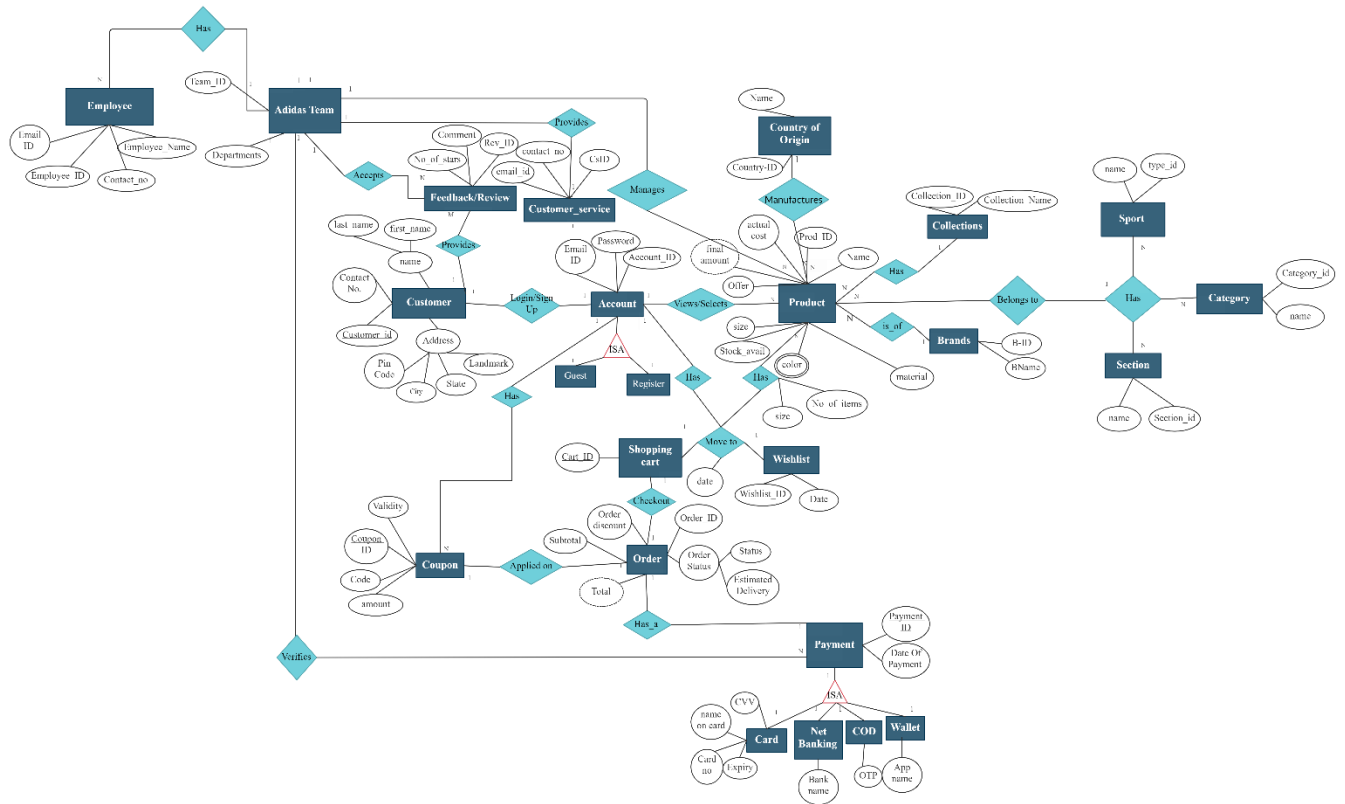 Has
Name
Team_ID
Employee
Adidas Team
Country of
Origin
Provides
Comment
Rev_ID
contact_no
CsID
Email
ID
Employee_Name
Departments
No_of_stars
email_id
Country-ID
name
type_id
Employee_ID
Contact_no
Accepts
Feedback/Review
Customer_service
Manages
Manufactures
Collection_ID
Collection_Name
Sport
Collections
last_name
first_name
Provides
Email
ID
Password
Account_ID
final
amount
actual
cost
Prod_ID
Name
name
Has
Category_id
Contact
No.
Offer
Customer
Login/Sign
Up
Account
Views/Selects
Product
Belongs to
Has
Category
Customer_id
size
is_of
Brands
B-ID
name
Address
ISA
Stock_avail
BName
Pin
Code
Landmark
color
Section
State
City
Guest
Register
Has
Has
Has
material
size
No_of_items
name
Section_id
Cart_ID
Shopping
cart
Move to
Wishlist
date
Wishlist_ID
Date
Validity
Checkout
Coupon
ID
Order
discount
Order_ID
Subtotal
Status
Coupon
Applied on
Order
Order
Status
Code
Estimated
Delivery
amount
Total
Has_a
Payment
Payment
ID
Date Of
Payment
Verifies
ISA
CVV
name
on card
Card
Net
Banking
COD
Wallet
Card
no
Expiry
Bank
name
OTP
App
name